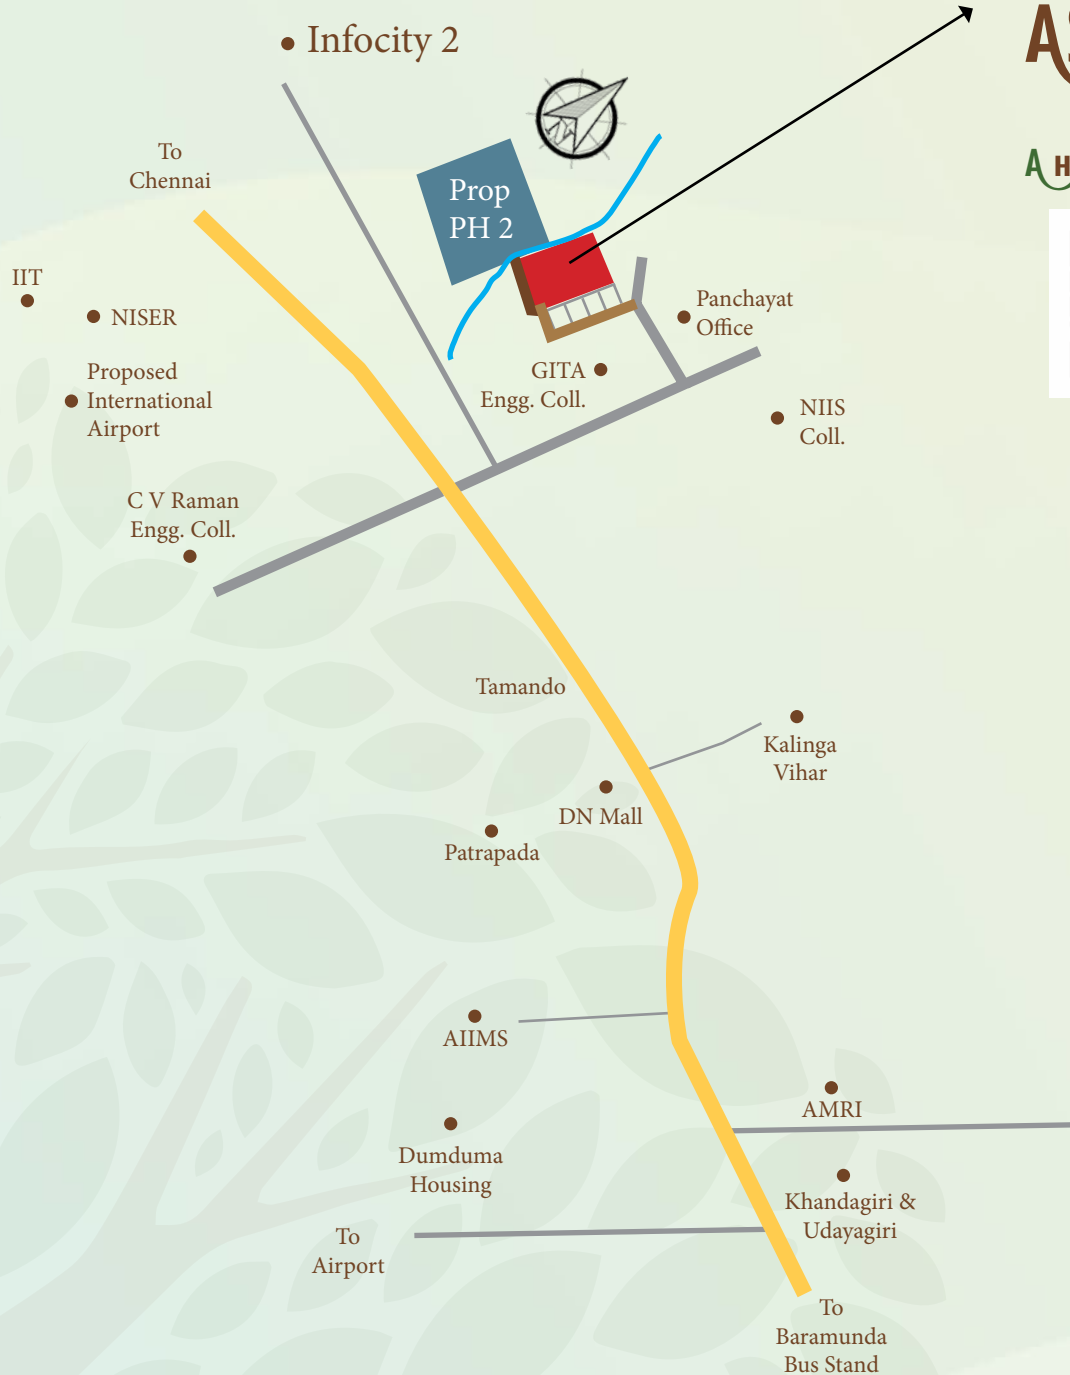 Infocity 2
To
Chennai
Prop
PH 2
N
IIT
NISER
Proposed
International
Airport
Panchayat
Office
GITA
Engg. Coll.
NIIS
Coll.
C V Raman
Engg. Coll.
Tamando
Kalinga
Vihar
DN Mall
Patrapada
AIIMS
AMRI
Dumduma
Housing
Khandagiri &
Udayagiri
To
Airport
To
Baramunda
Bus Stand